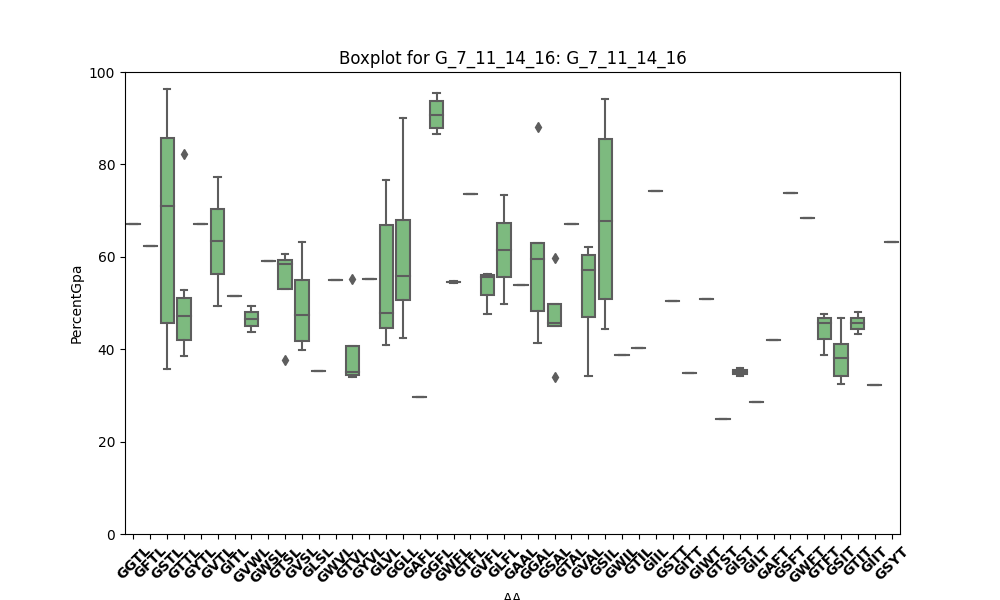 Boxplot for G_7_11_14_16: G_7_11_14_16
100
80
60
40
20
0
PercentGpa
GGTL GFTL GSTL GTTL GYTL GVTL GITL GVWL GWSL GTSL GVSL GLSL GWVL GTVL GYVL GLVL GGLL GAFL GGFL GWFL GTFL GVFL GLFL GAAL GGAL GSAL GTAL GVAL GSIL GWIL GTIL GIIL GSTT GITT GIWT GTST GIST GILT GAFT GSFT GWFT GTFT GSIT GTIT GIIT GSYT
AA